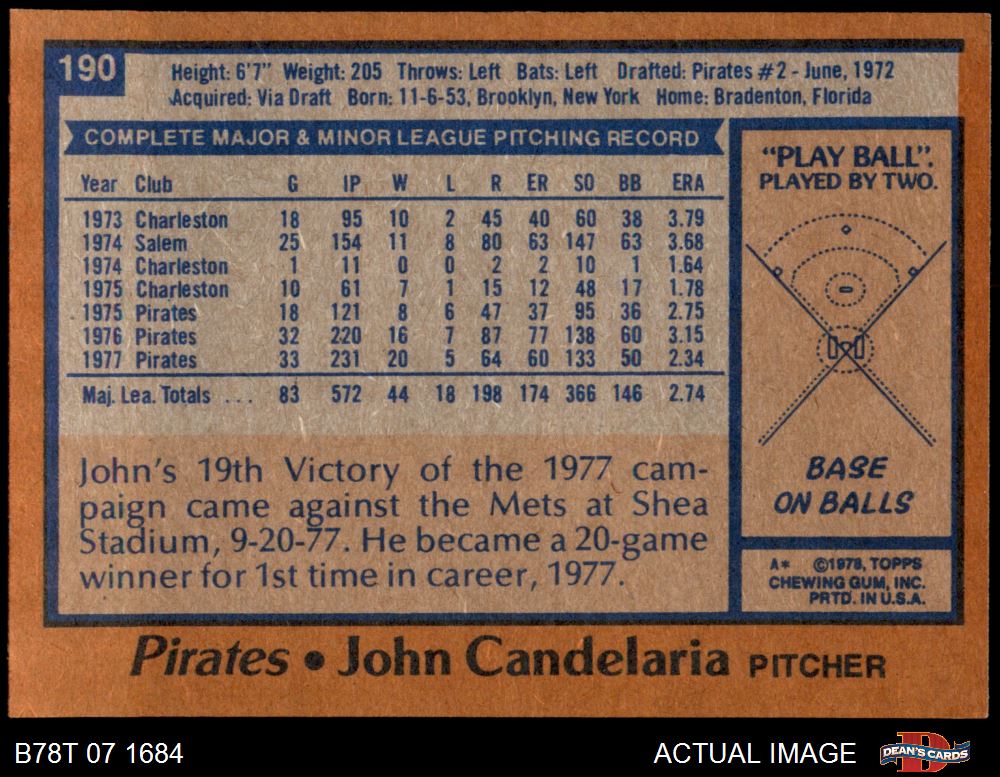 190
Height: 6'7" Weight: 205 Throws: Left Bats: Left Drafted: Pirates #2 - June, 1972
Acquired: Via Draft Born: 11-6-53, Brooklyn, New York Home: Bradenton, Florida
COMPLETE MAJOR & MINOR LEAGUE PITCHING RECORD
Year Club G IP W L R ER SO BB ERA
1973 Charleston 18 95 10 2 45 40 60 38 3.79
1974 Salem 25 154 11 8 80 63 147 63 3.68
1974 Charleston 1 11 0 0 2 2 10 1 1.64
1975 Charleston 10 61 7 1 15 12 48 17 1.78
1975 Pirates 18 121 8 6 47 37 95 36 2.75
1976 Pirates 32 220 16 7 87 77 138 60 3.15
1977 Pirates 33 231 20 5 64 60 133 50 2.34
Maj. Lea. Totals ... 83 572 44 18 198 174 366 146 2.74
John's 19th Victory of the 1977 cam-
paign came against the Mets at Shea
Stadium, 9-20-77. He became a 20-game
winner for 1st time in career, 1977.
"PLAY BALL".
PLAYED BY TWO.
BASE
ON BALLS
A* ©1978, TOPPS
CHEWING GUM, INC.
PRTD. IN U.S.A.
Pirates • John Candelaria PITCHER
B78T 07 1684
ACTUAL IMAGE
DEAN'S CARDS